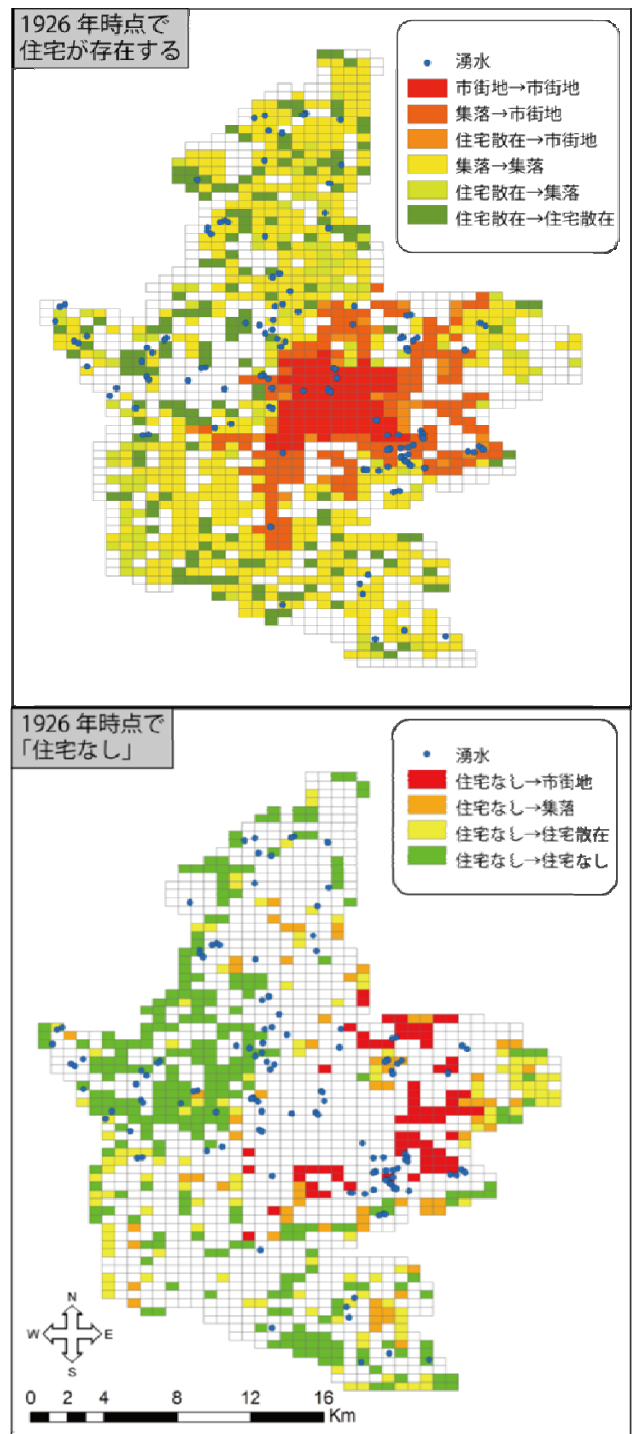 1926 年時点で
住宅が存在する
湧水
市街地→市街地
集落→市街地
住宅散在→市街地
集落→集落
住宅散在→集落
住宅散在→住宅散在
1926 年時点で
「住宅なし」
湧水
住宅なし→市街地
住宅なし→集落
住宅なし→住宅散在
住宅なし→住宅なし
N
W E
S
0 2 4 8 12 16
Km